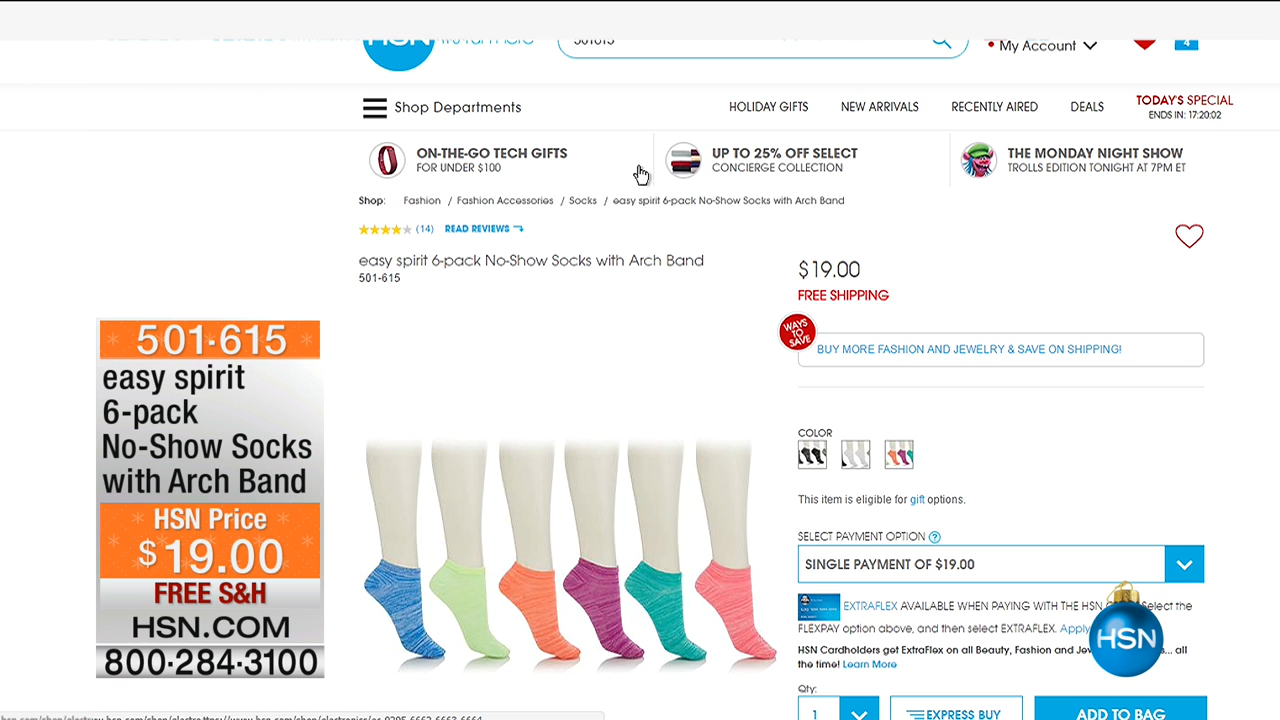 HSN
501615
My Account
4
Shop Departments
HOLIDAY GIFTS
NEW ARRIVALS
RECENTLY AIRED
DEALS
TODAY'S SPECIAL
ENDS IN: 17:20:02
ON-THE-GO TECH GIFTS
FOR UNDER $100
UP TO 25% OFF SELECT
CONCIERGE COLLECTION
THE MONDAY NIGHT SHOW
TROLLS EDITION TONIGHT AT 7PM ET
Shop: Fashion / Fashion Accessories / Socks / easy spirit 6-pack No-Show Socks with Arch Band
(14) READ REVIEWS
easy spirit 6-pack No-Show Socks with Arch Band
501-615
$19.00
FREE SHIPPING
WAYS
TO
SAVE
BUY MORE FASHION AND JEWELRY & SAVE ON SHIPPING!
501·615
easy spirit
6-pack
No-Show Socks
with Arch Band
HSN Price
$19.00
FREE S&H
HSN.COM
800·284·3100
COLOR
This item is eligible for gift options.
SELECT PAYMENT OPTION ?
SINGLE PAYMENT OF $19.00
EXTRAFLEX AVAILABLE WHEN PAYING WITH THE HSN Select the
FLEXPAY option above, and then select EXTRAFLEX. Apply
HSN Cardholders get ExtraFlex on all Beauty, Fashion and ... all
the time! Learn More
HSN
Qty:
1
EXPRESS BUY
ADD TO BAG